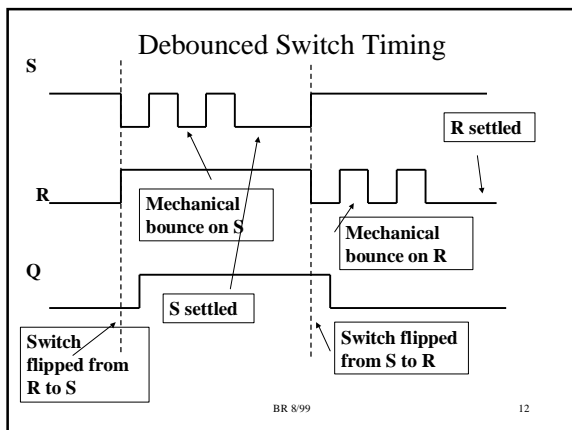 Debounced Switch Timing
S
R settled
R
Mechanical
bounce on S
Mechanical
bounce on R
Q
S settled
Switch
flipped from
R to S
Switch flipped
from S to R
BR 8/99
12